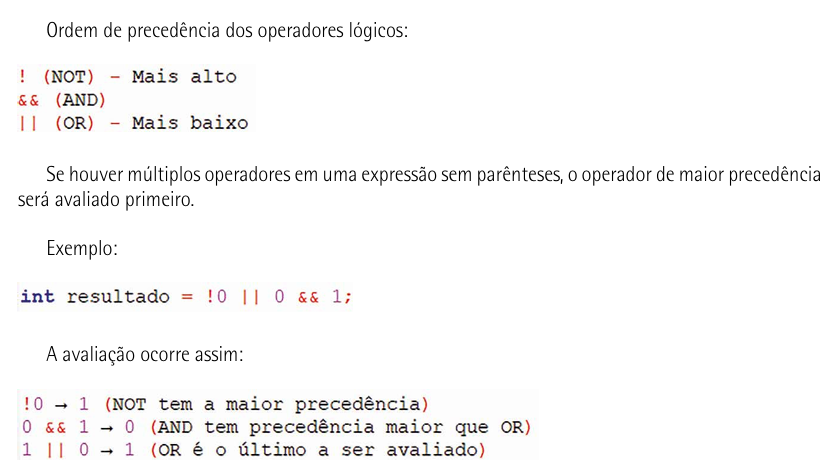 Ordem de precedência dos operadores lógicos:
! (NOT) – Mais alto
&& (AND)
|| (OR) – Mais baixo
Se houver múltiplos operadores em uma expressão sem parênteses, o operador de maior precedência
será avaliado primeiro.
Exemplo:
int resultado = !0 || 0 && 1;
A avaliação ocorre assim:
!0 → 1 (NOT tem a maior precedência)
0 && 1 → 0 (AND tem precedência maior que OR)
1 || 0 → 1 (OR é o último a ser avaliado)